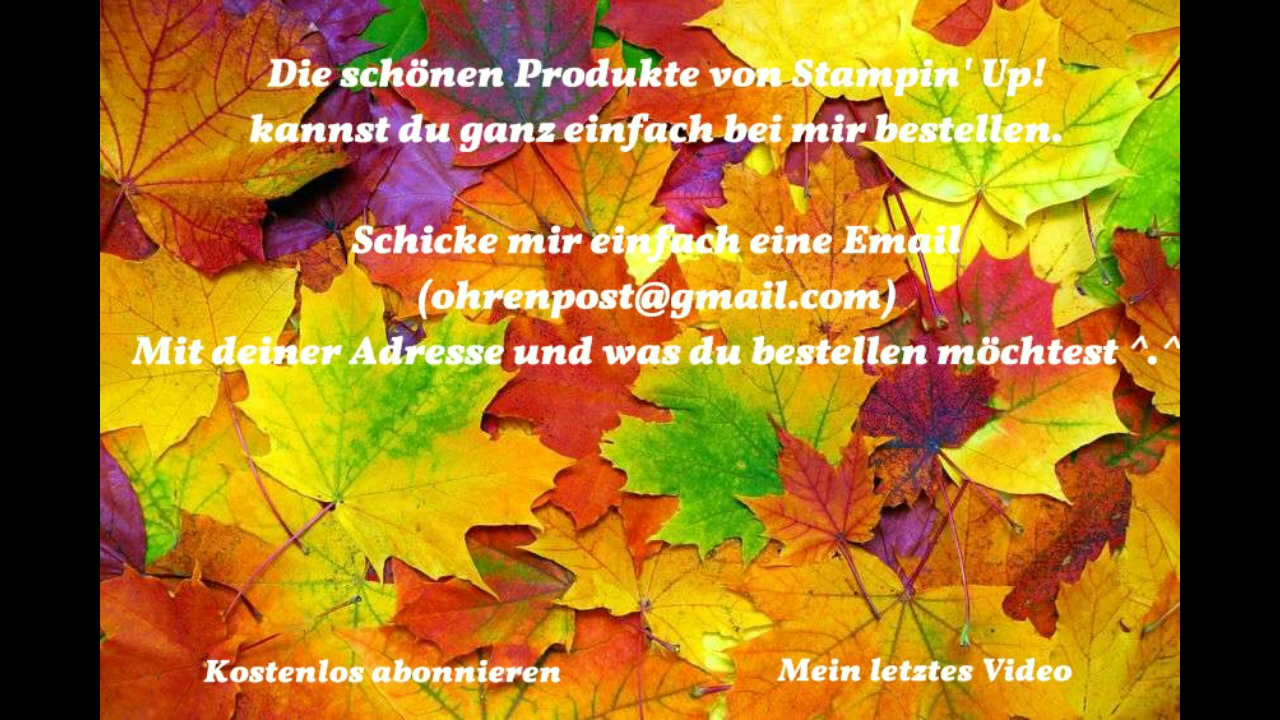 Die schönen Produkte von Stampin' Up!
kannst du ganz einfach bei mir bestellen.
Schicke mir einfach eine Email
(ohrenpost@gmail.com)
Mit deiner Adresse und was du bestellen möchtest ^.^
Kostenlos abonnieren
Mein letztes Video